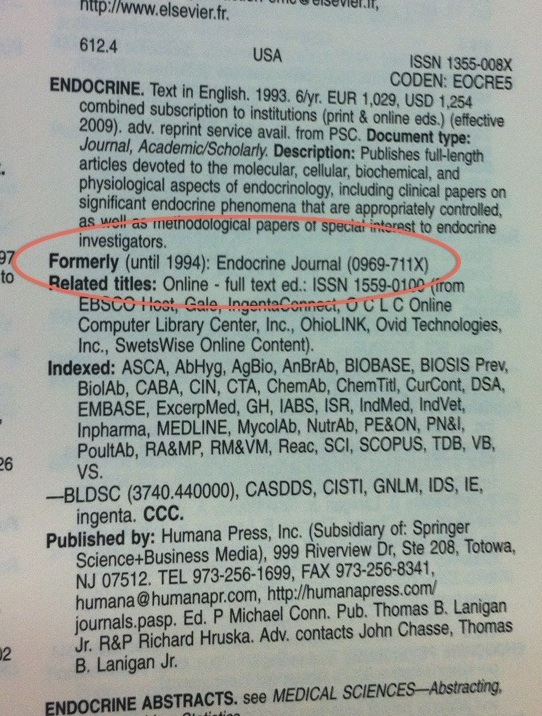 http://www.elsevier.fr.
612.4 USA ISSN 1355-008X
CODEN: EOCRE5
ENDOCRINE. Text in English. 1993. 6/yr. EUR 1,029, USD 1,254
combined subscription to institutions (print & online eds.) (effective
2009). adv. reprint service avail. from PSC. Document type:
Journal, Academic/Scholarly. Description: Publishes full-length
articles devoted to the molecular, cellular, biochemical, and
physiological aspects of endocrinology, including clinical papers on
significant endocrine phenomena that are appropriately controlled,
as well as methodological papers of special interest to endocrine
investigators.
Formerly (until 1994): Endocrine Journal (0969-711X)
Related titles: Online - full text ed.: ISSN 1559-0100 (from
EBSCO Host, Gale, IngentaConnect, O C L C Online
Computer Library Center, Inc., OhioLINK, Ovid Technologies,
Inc., SwetsWise Online Content).
Indexed: ASCA, AbHyg, AgBio, AnBrAb, BIOBASE, BIOSIS Prev,
BiolAb, CABA, CIN, CTA, ChemAb, ChemTitl, CurCont, DSA,
EMBASE, ExcerpMed, GH, IABS, ISR, IndMed, IndVet,
Inpharma, MEDLINE, MycolAb, NutrAb, PE&ON, PN&I,
PoultAb, RA&MP, RM&VM, Reac, SCI, SCOPUS, TDB, VB,
VS.
—BLDSC (3740.440000), CASDDS, CISTI, GNLM, IDS, IE,
ingenta. CCC.
Published by: Humana Press, Inc. (Subsidiary of: Springer
Science+Business Media), 999 Riverview Dr, Ste 208, Totowa,
NJ 07512. TEL 973-256-1699, FAX 973-256-8341,
humana@humanapr.com, http://humanapress.com/
journals.pasp. Ed. P Michael Conn. Pub. Thomas B. Lanigan
Jr. R&P Richard Hruska. Adv. contacts John Chasse, Thomas
B. Lanigan Jr.
ENDOCRINE ABSTRACTS. see MEDICAL SCIENCES—Abstracting,